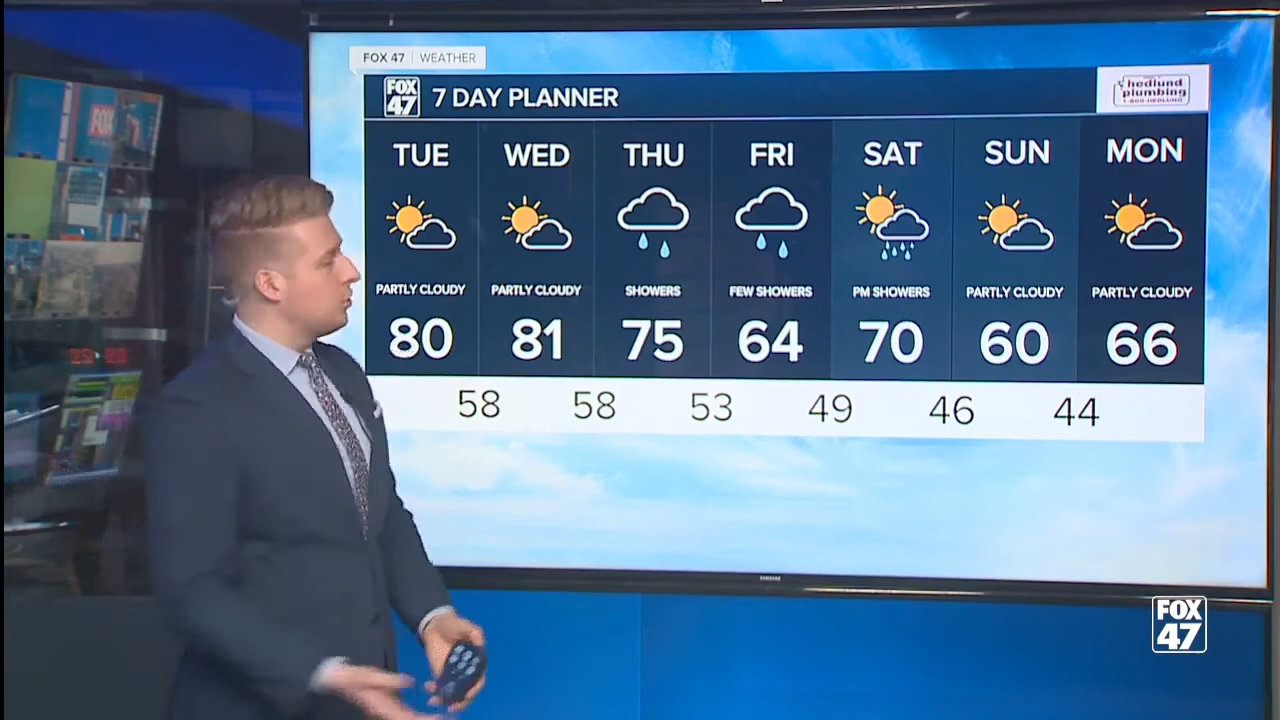 FOX 47 WEATHER
FOX 47 7 DAY PLANNER
hedlund
plumbing
1-800-HEDLUND
TUE WED THU FRI SAT SUN MON
PARTLY CLOUDY PARTLY CLOUDY SHOWERS FEW SHOWERS PM SHOWERS PARTLY CLOUDY PARTLY CLOUDY
80 81 75 64 70 60 66
58 58 53 49 46 44
SAMSUNG
FOX
FOX
47